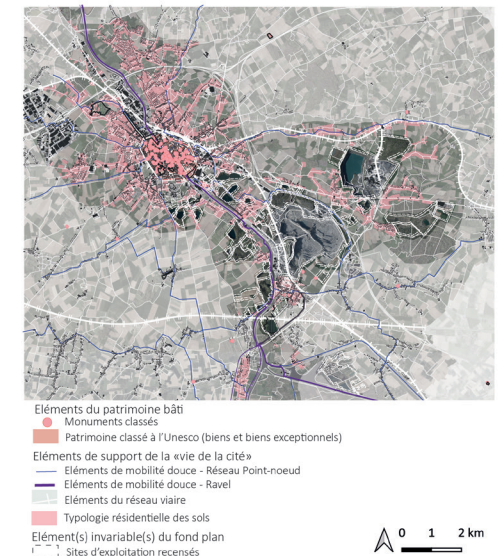 Eléments du patrimoine bâti
Monuments classés
Patrimoine classé à l'Unesco (biens et biens exceptionnels)
Eléments de support de la «vie de la cité»
Eléments de mobilité douce - Réseau Point-noeud
Eléments de mobilité douce - Ravel
Eléments du réseau viaire
Typologie résidentielle des sols
Elément(s) invariable(s) du fond plan
Sites d'exploitation recensés
0 1 2 km